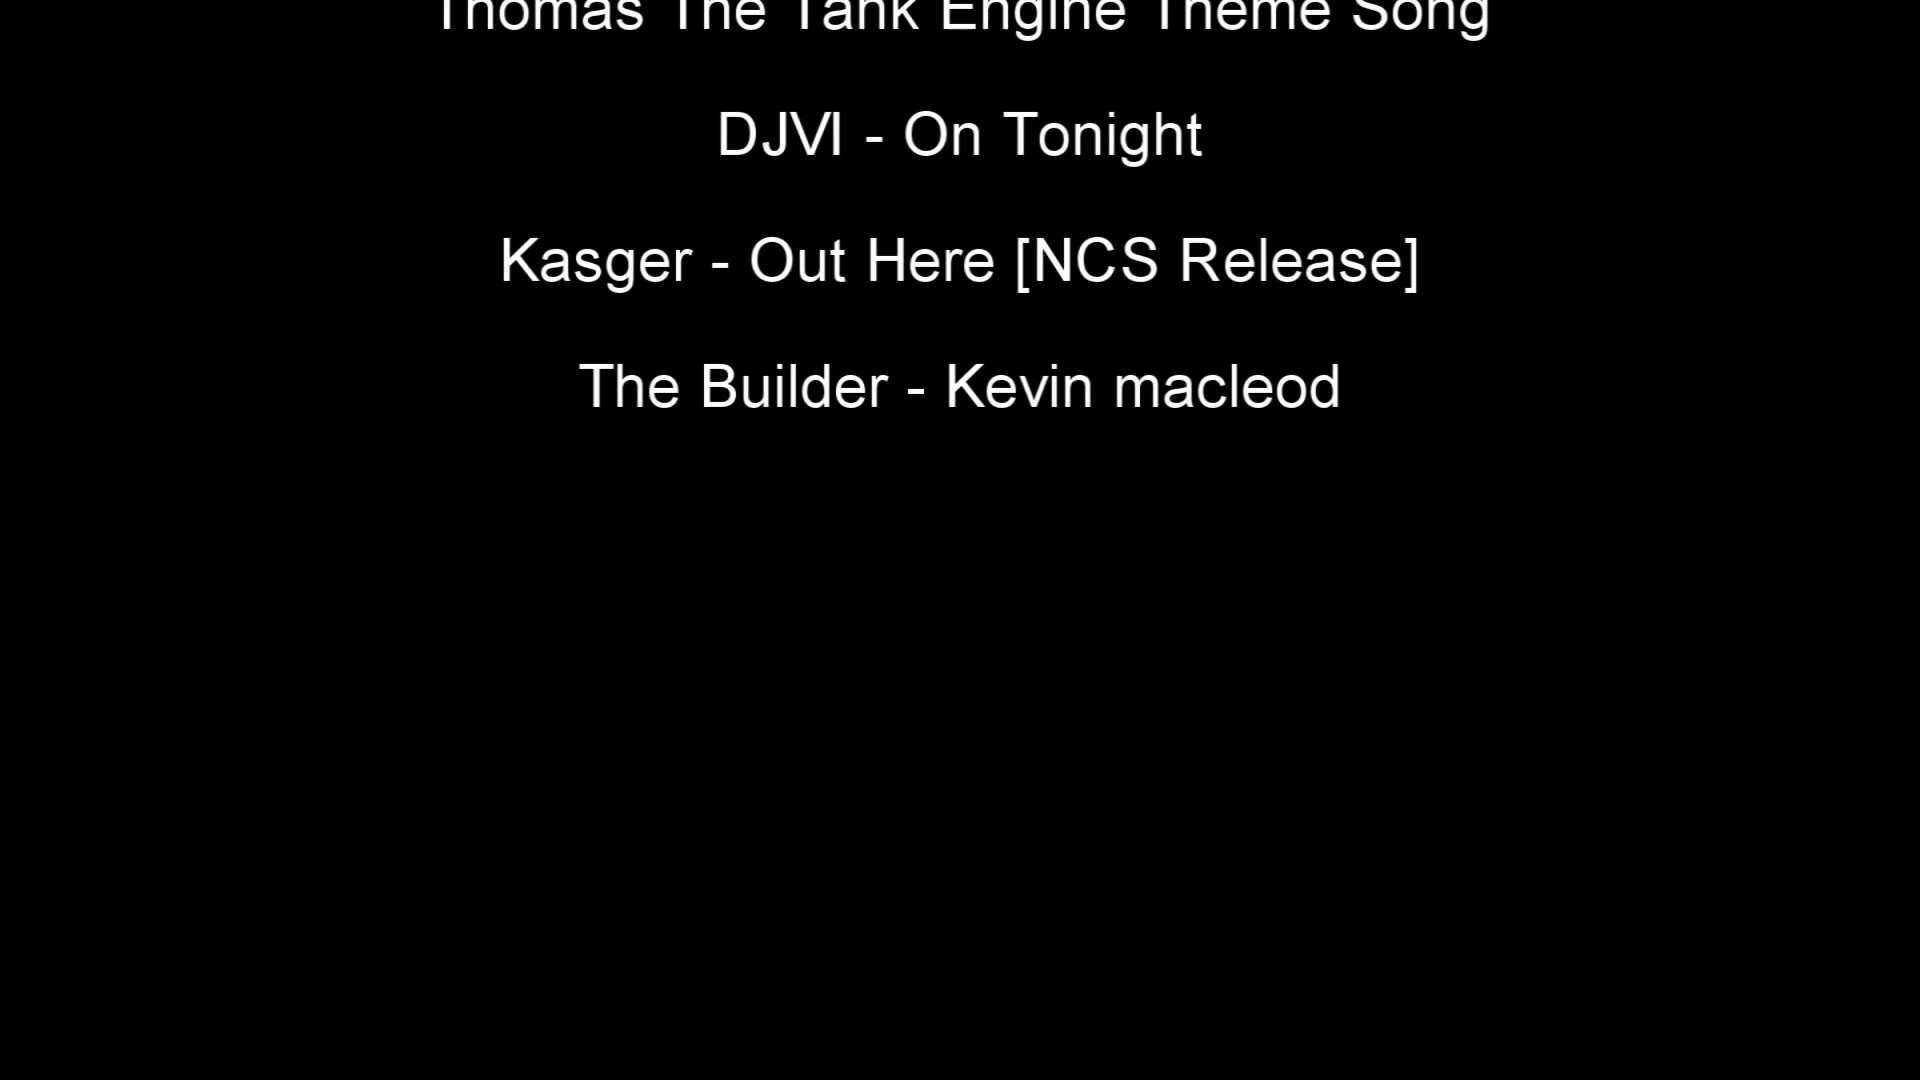 Thomas The Tank Engine Theme Song
DJVI - On Tonight
Kasger - Out Here [NCS Release]
The Builder - Kevin macleod